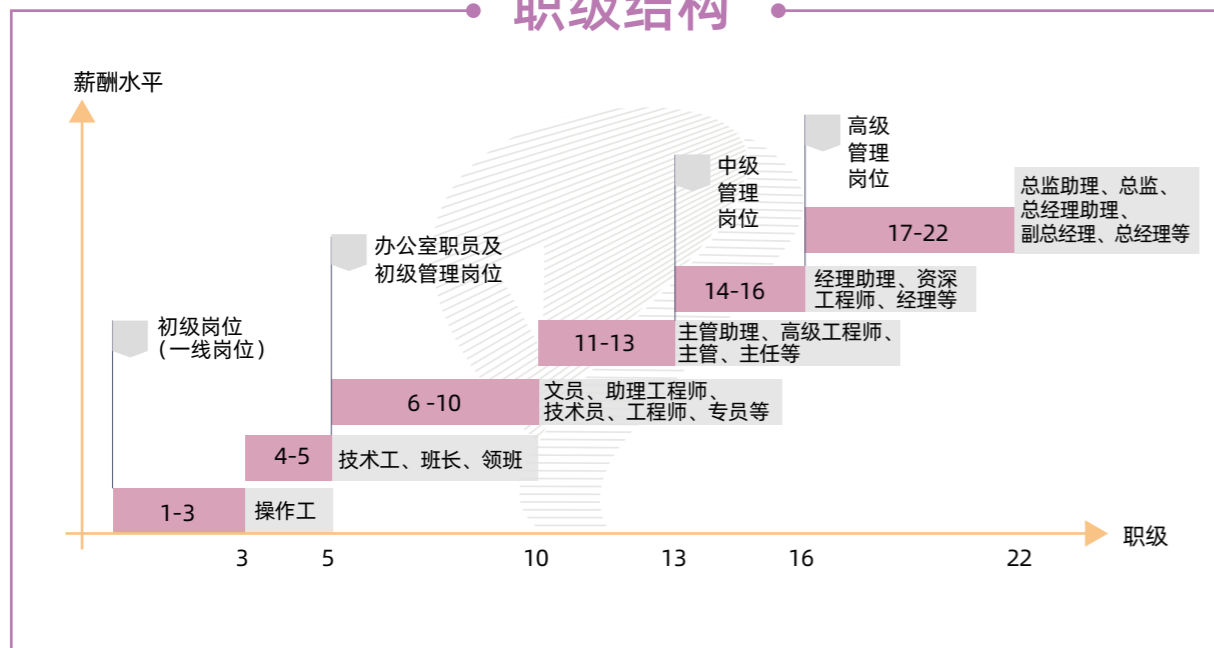 职级结构
薪酬水平
高级
管理
岗位
中级
管理
岗位
总监助理、总监、
总经理助理、
副总经理、总经理等
17-22
办公室职员及
初级管理岗位
14-16
经理助理、资深
工程师、经理等
初级岗位
（一线岗位）
11-13
主管助理、高级工程师、
主管、主任等
6 -10
文员、助理工程师、
技术员、工程师、专员等
4-5
技术工、班长、领班
1-3
操作工
职级
3
5
10
13
16
22